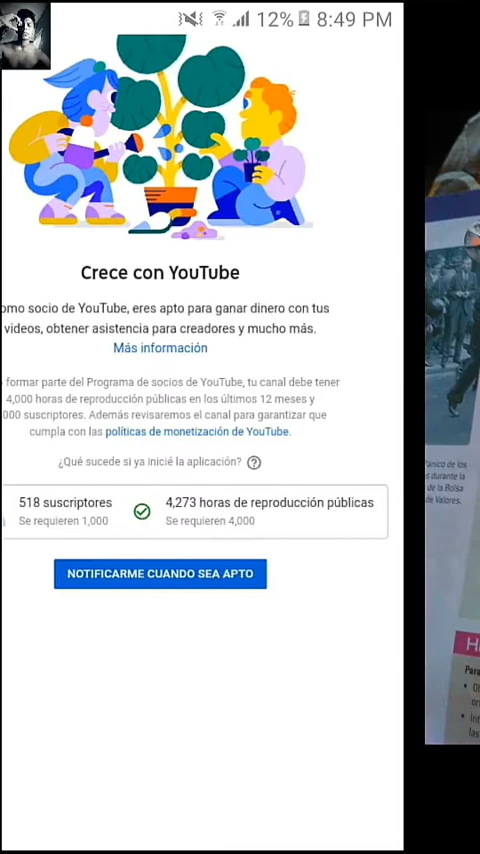 12% 8:49 PM
Crece con YouTube
omo socio de YouTube, eres apto para ganar dinero con tus
videos, obtener asistencia para creadores y mucho más.
Más información
formar parte del Programa de socios de YouTube, tu canal debe tener
4,000 horas de reproducción públicas en los últimos 12 meses y
000 suscriptores. Además revisaremos el canal para garantizar que
cumpla con las políticas de monetización de YouTube.
¿Qué sucede si ya inicié la aplicación? ?
518 suscriptores
Se requieren 1,000
4,273 horas de reproducción públicas
Se requieren 4,000
NOTIFICARME CUANDO SEA APTO
Pánico de los
s durante la
de la Bolsa
de Valores.
H
Para
• Ob
• Int
las